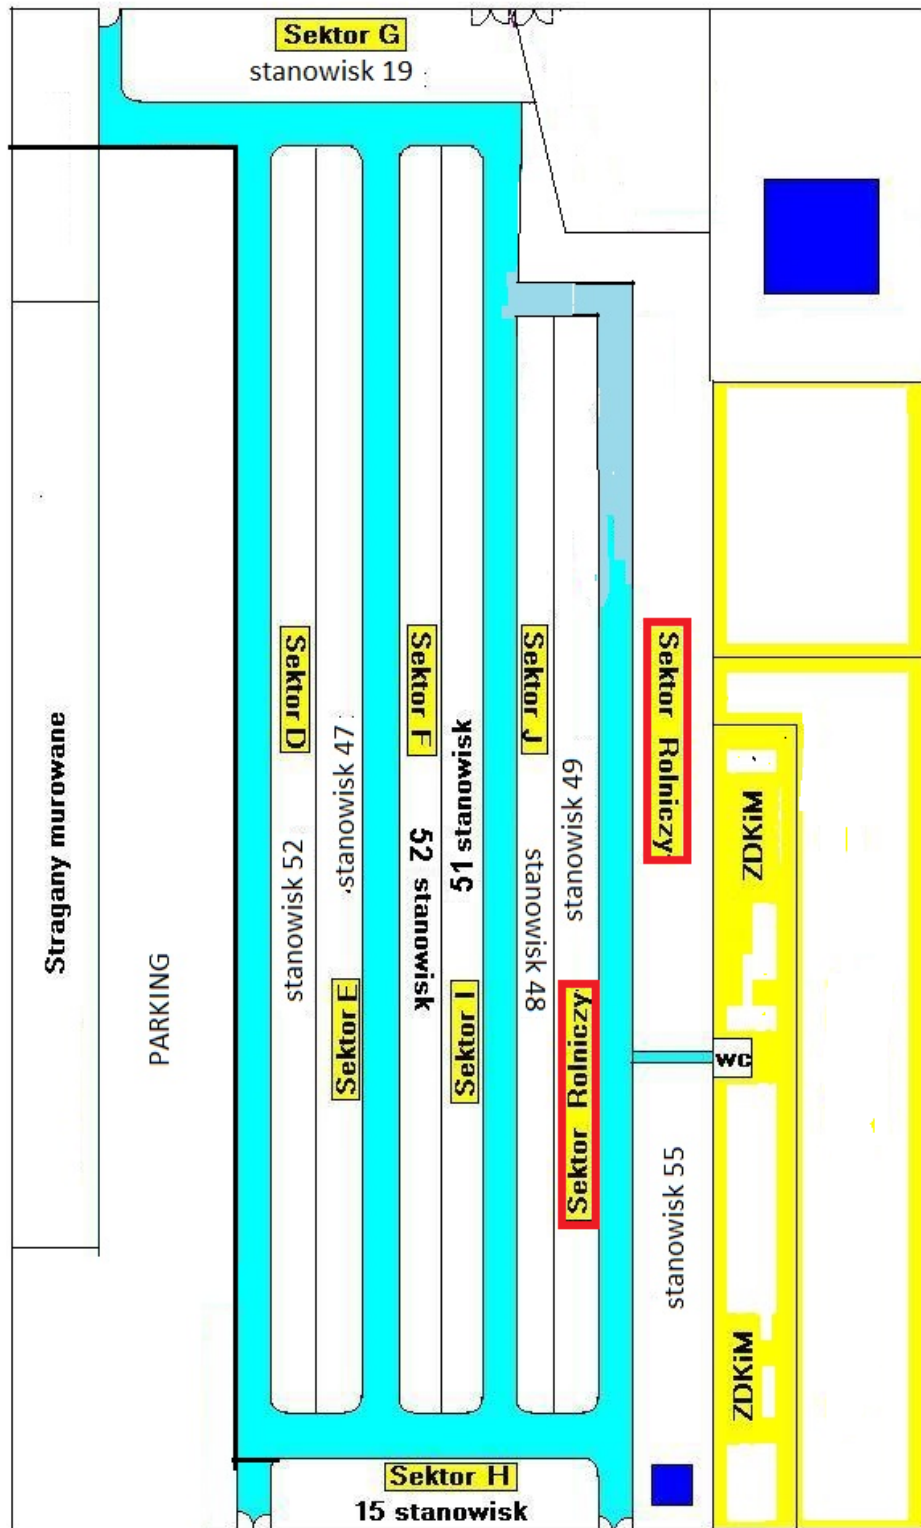 Sektor G
stanowisk 19
Stragany murowane
PARKING
Sektor D
stanowisk 52
stanowisk 47
Sektor E
Sektor F
52 stanowisk
51 stanowisk
Sektor I
Sektor J
stanowisk 48
stanowisk 49
Sektor Rolniczy
Sektor Rolniczy
stanowisk 55
ZDKiM
wc
ZDKiM
Sektor H
15 stanowisk